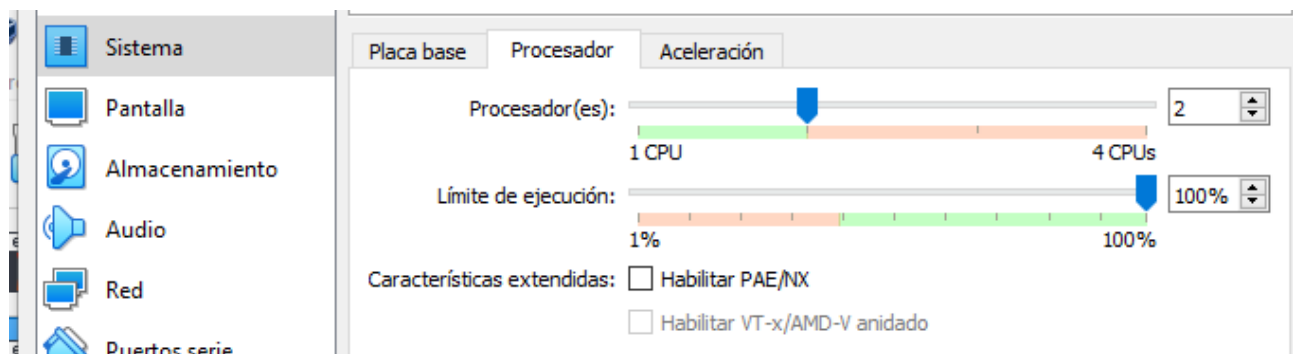 Sistema
Pantalla
Almacenamiento
Audio
Red
Puertos serie
Placa base Procesador Aceleración
Procesador(es): 2
1 CPU 4 CPUs
Límite de ejecución: 100%
1% 100%
Características extendidas: Habilitar PAE/NX
Habilitar VT-x/AMD-V anidado